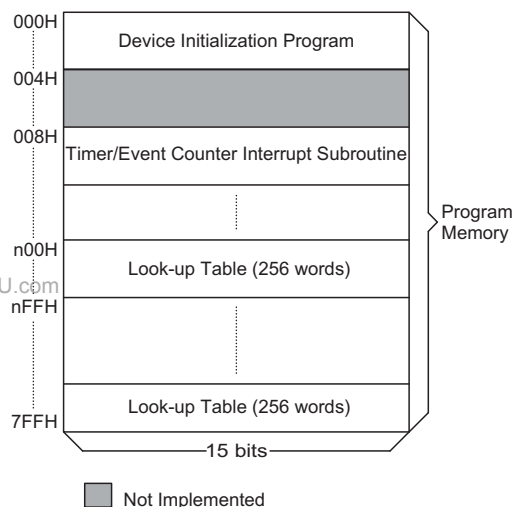 000H
Device Initialization Program
004H
008H
Timer/Event Counter Interrupt Subroutine
n00H
Look-up Table (256 words)
U.com
nFFH
Program
Memory
Look-up Table (256 words)
7FFH
15 bits
Not Implemented